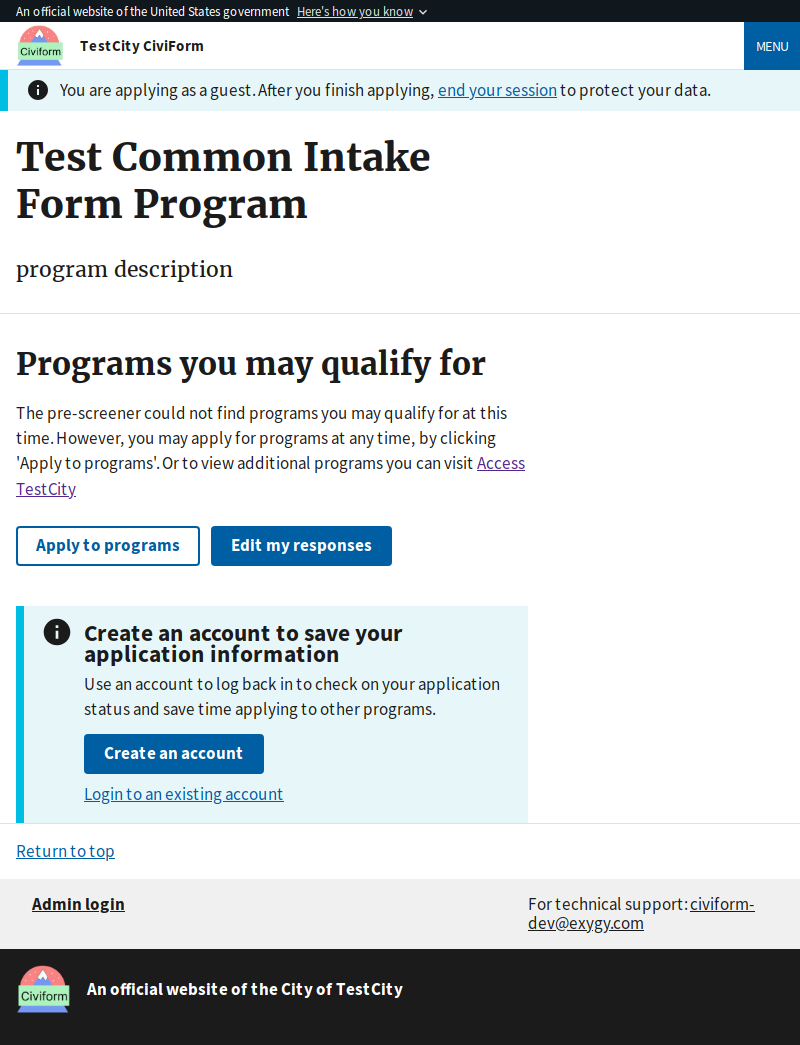 An official website of the United States government Here's how you know
Civiform
TestCity CiviForm
MENU
You are applying as a guest. After you finish applying, end your session to protect your data.
Test Common Intake
Form Program
program description
Programs you may qualify for
The pre-screener could not find programs you may qualify for at this
time. However, you may apply for programs at any time, by clicking
'Apply to programs'. Or to view additional programs you can visit Access
TestCity
Apply to programs
Edit my responses
Create an account to save your
application information
Use an account to log back in to check on your application
status and save time applying to other programs.
Create an account
Login to an existing account
Return to top
Admin login
For technical support: civiform-
dev@exygy.com
Civiform
An official website of the City of TestCity